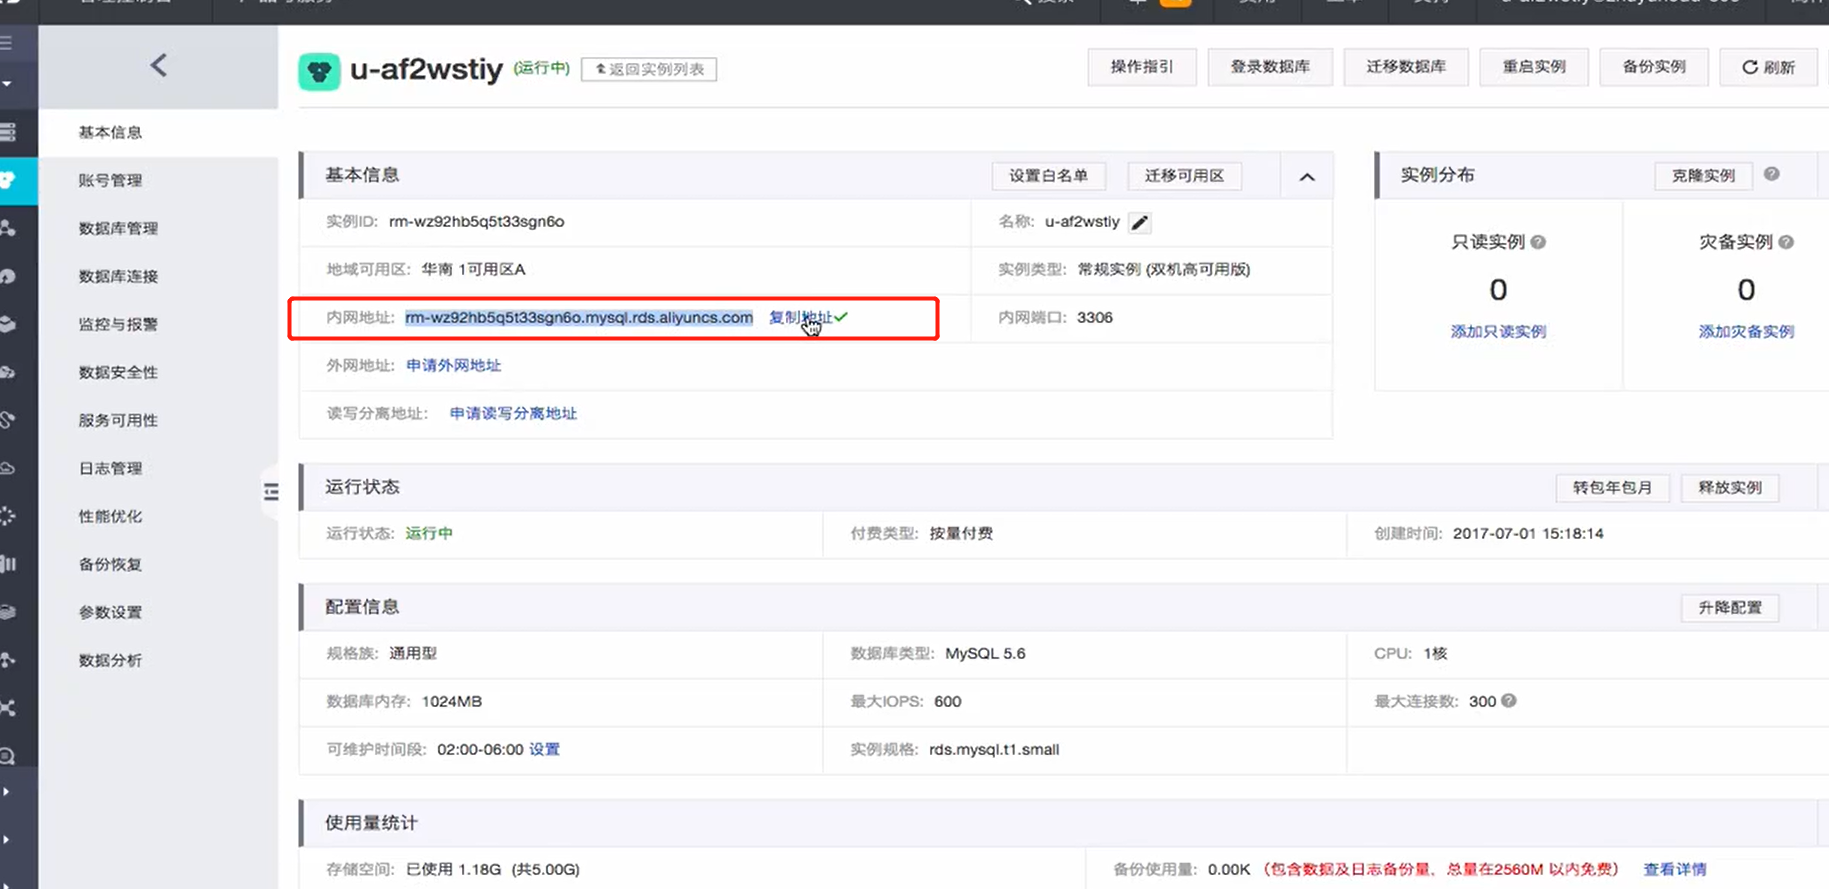 u-af2wstiy (运行中) 返回实例列表 操作指引 登录数据库 迁移数据库 重启实例 备份实例 刷新
基本信息
账号管理
数据库管理
数据库连接
监控与报警
数据安全性
服务可用性
日志管理
性能优化
备份恢复
参数设置
数据分析
基本信息 设置白名单 迁移可用区
实例ID: rm-wz92hb5q5t33sgn6o 名称: u-af2wstiy
地域可用区: 华南 1可用区A 实例类型: 常规实例 (双机高可用版)
内网地址: rm-wz92hb5q5t33sgn6o.mysql.rds.aliyuncs.com 复制地址 内网端口: 3306
外网地址: 申请外网地址
读写分离地址: 申请读写分离地址
实例分布 克隆实例
只读实例 灾备实例
0 0
添加只读实例 添加灾备实例
运行状态 转包年包月 释放实例
运行状态: 运行中 付费类型: 按量付费 创建时间: 2017-07-01 15:18:14
配置信息 升降配置
规格族: 通用型 数据库类型: MySQL 5.6 CPU: 1核
数据库内存: 1024MB 最大IOPS: 600 最大连接数: 300
可维护时间段: 02:00-06:00 设置 实例规格: rds.mysql.t1.small
使用量统计
存储空间: 已使用 1.18G (共5.00G) 备份使用量: 0.00K (包含数据及日志备份量，总量在2560M 以内免费) 查看详情